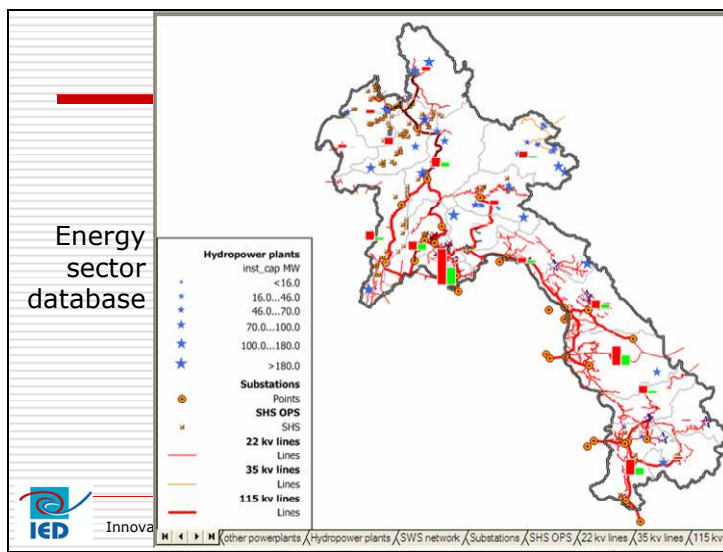 Energy
sector
database
Hydropower plants
inst_cap MW
<16.0
16.0...46.0
46.0...70.0
70.0...100.0
100.0...180.0
>180.0
Substations
Points
SHS OPS
SHS
22 kv lines
Lines
35 kv lines
Lines
115 kv lines
Lines
IED
Innova
other powerplants / Hydropower plants / SWS network / Substations / SHS OPS / 22 kv lines / 35 kv lines / 115 kv